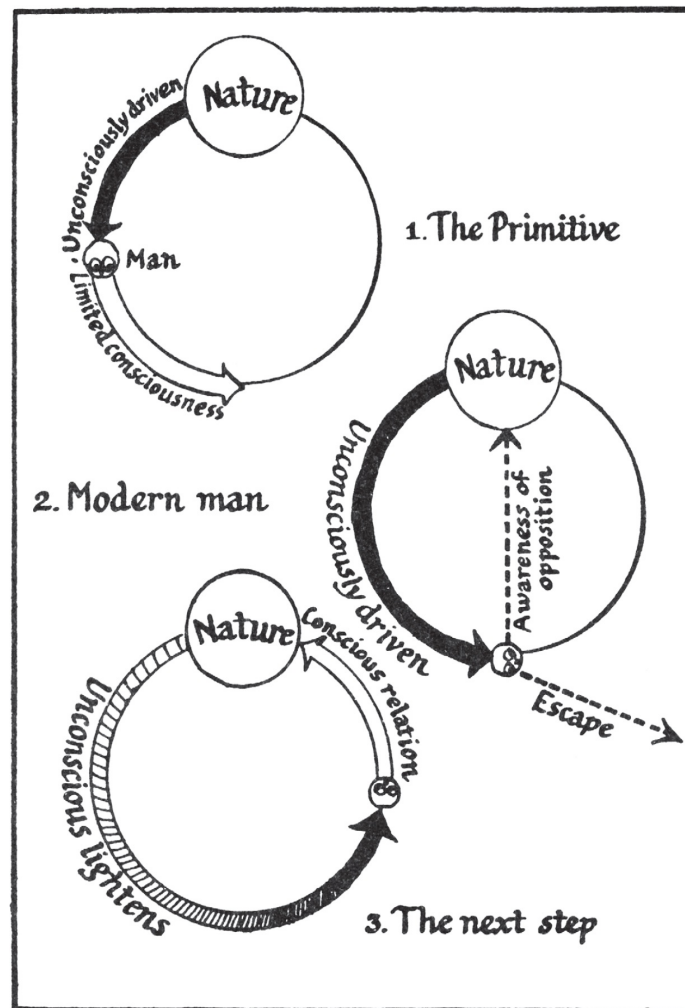 Nature
Unconsciously driven
Man
Limited consciousness
1. The Primitive
Nature
Unconsciously driven
Awareness of
opposition
Escape
2. Modern man
Nature
Conscious relation
Unconscious lightens
3. The next step